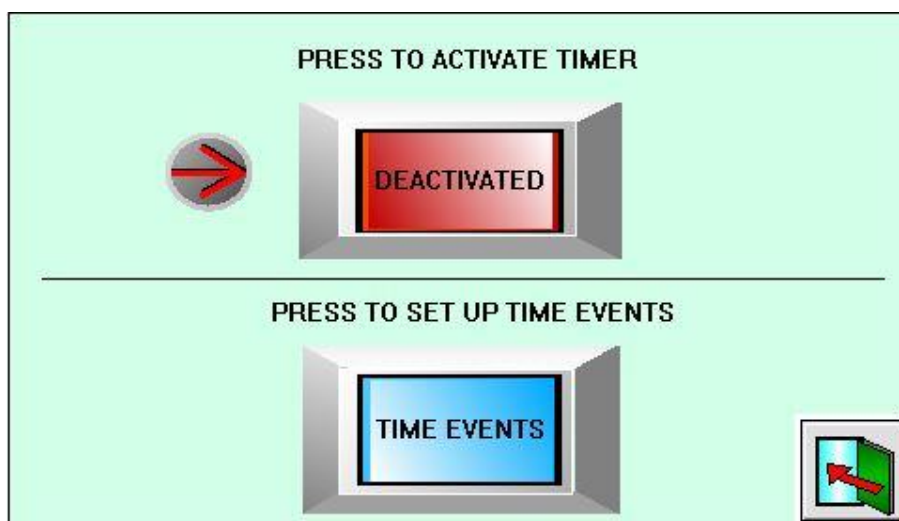 PRESS TO ACTIVATE TIMER
DEACTIVATED
PRESS TO SET UP TIME EVENTS
TIME EVENTS